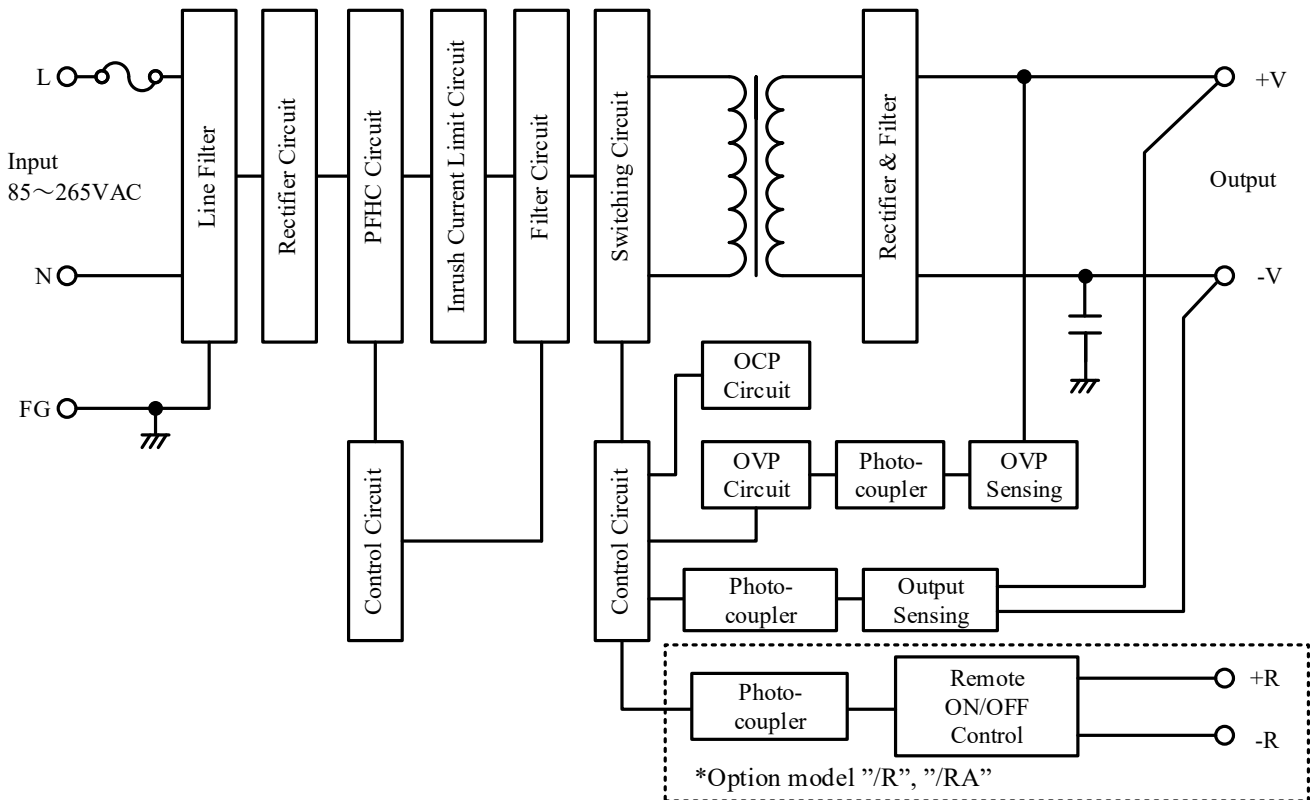 L
Input
85～265VAC
N
FG
Line Filter
Rectifier Circuit
PFHC Circuit
Inrush Current Limit Circuit
Filter Circuit
Switching Circuit
Rectifier & Filter
+V
Output
-V
OCP
Circuit
OVP
Circuit
Photo-
coupler
OVP
Sensing
Control Circuit
Control Circuit
Photo-
coupler
Output
Sensing
Photo-
coupler
Remote
ON/OFF
Control
+R
-R
*Option model ”/R”, ”/RA”